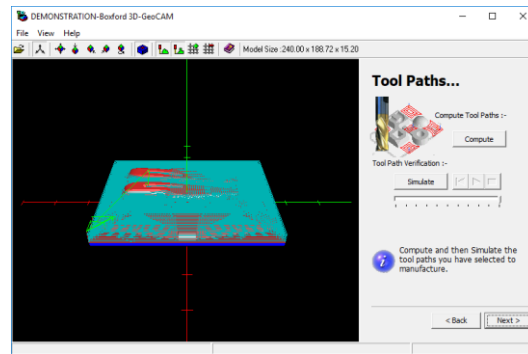 DEMONSTRATION-Boxford 3D-GeoCAM
File View Help
Model Size :240.00 x 188.72 x 15.20
Tool Paths...
Compute Tool Paths :-
Compute
Tool Path Verification :-
Simulate
Compute and then Simulate the
tool paths you have selected to
manufacture.
< Back Next >